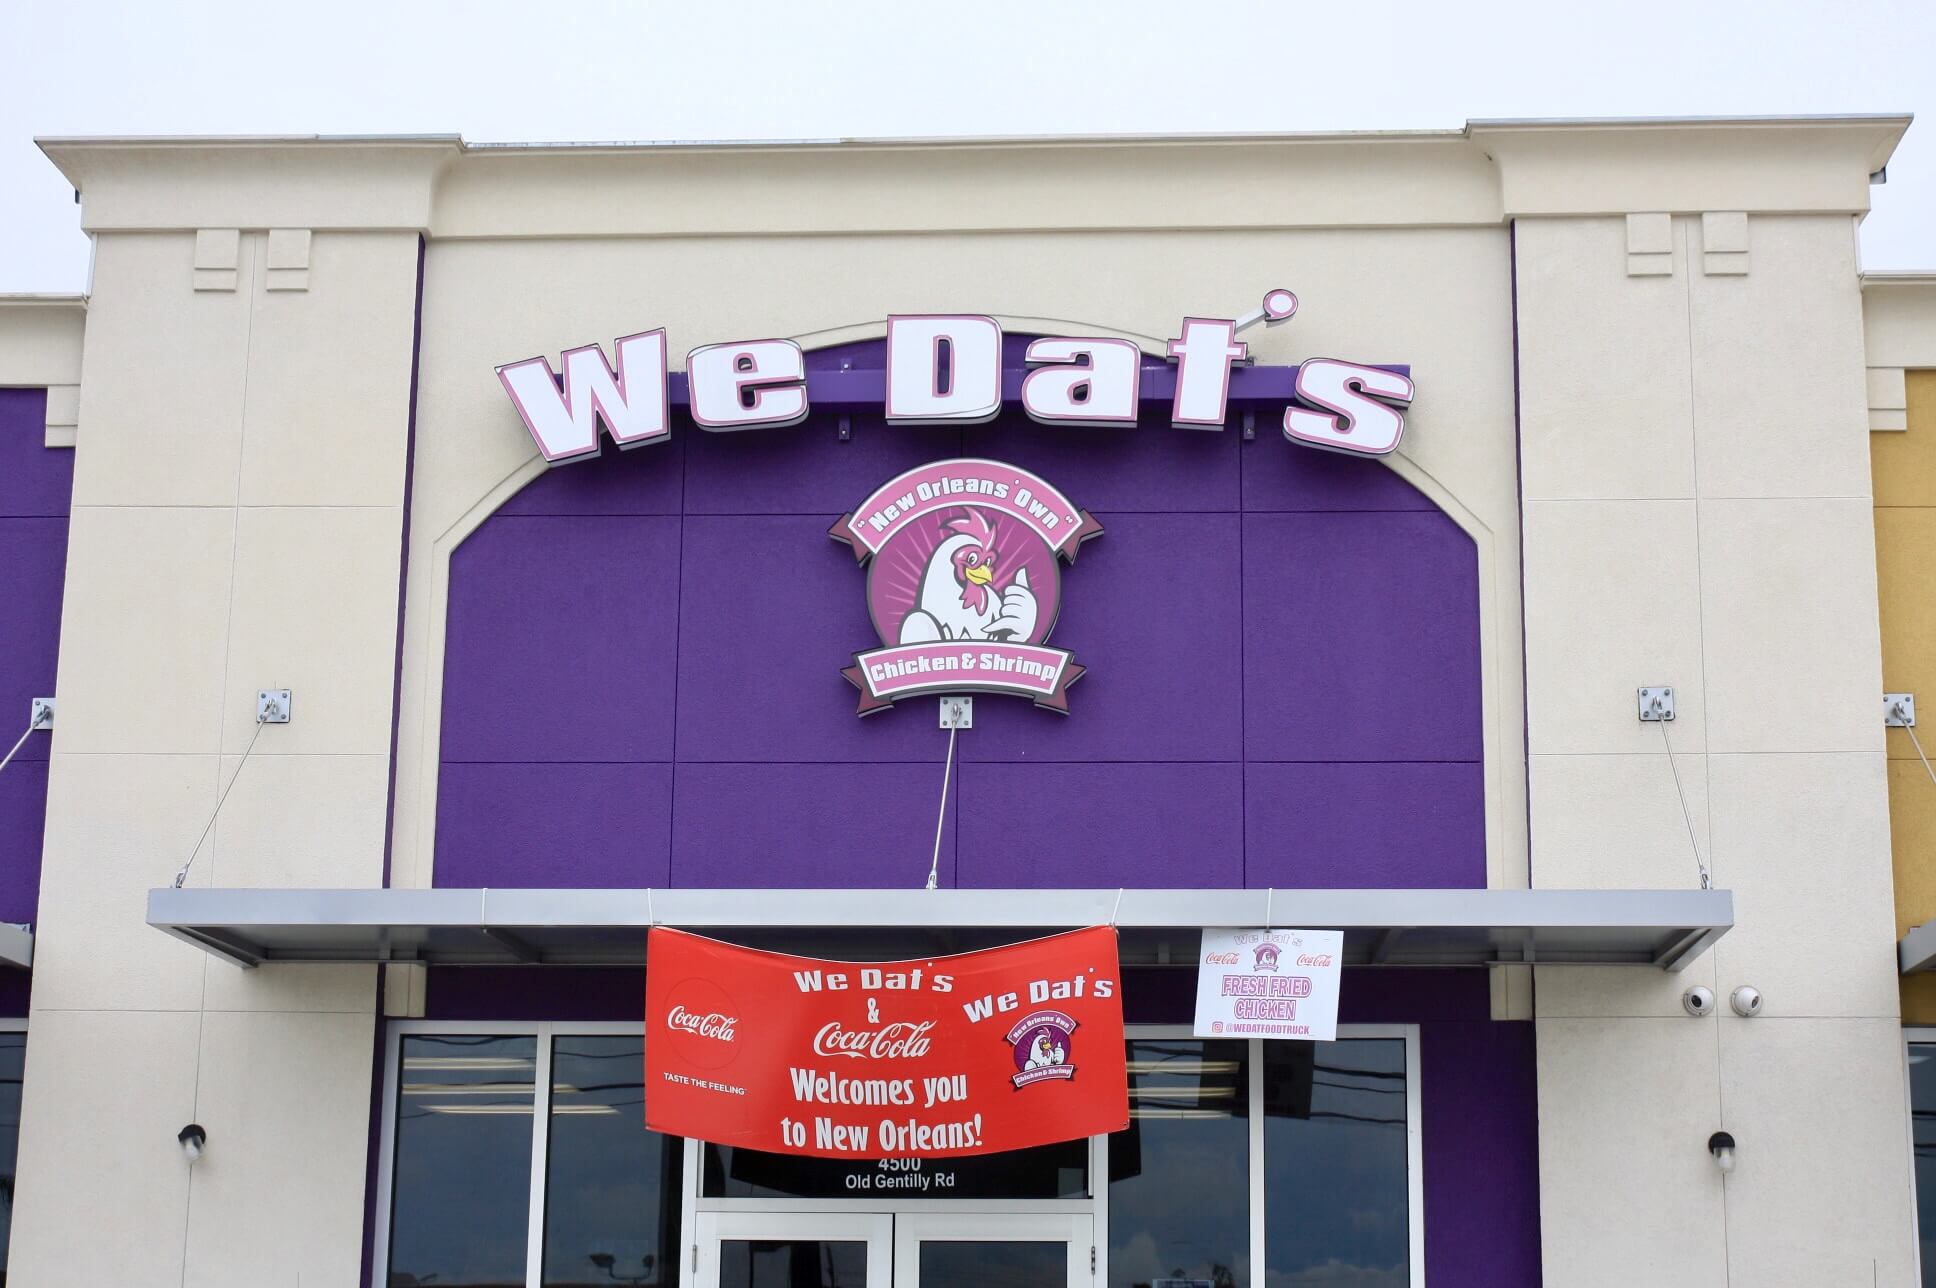 We Dat's
"New Orleans' Own"
Chicken & Shrimp
Coca-Cola
TASTE THE FEELING
We Dat's
&
Coca-Cola
Welcomes you
to New Orleans!
We Dat's
New Orleans' Own
Chicken & Shrimp
We Dat's
Coca-Cola
Coca-Cola
FRESH FRIED
CHICKEN
@WEDATFOODTRUCK
4500
Old Gentilly Rd